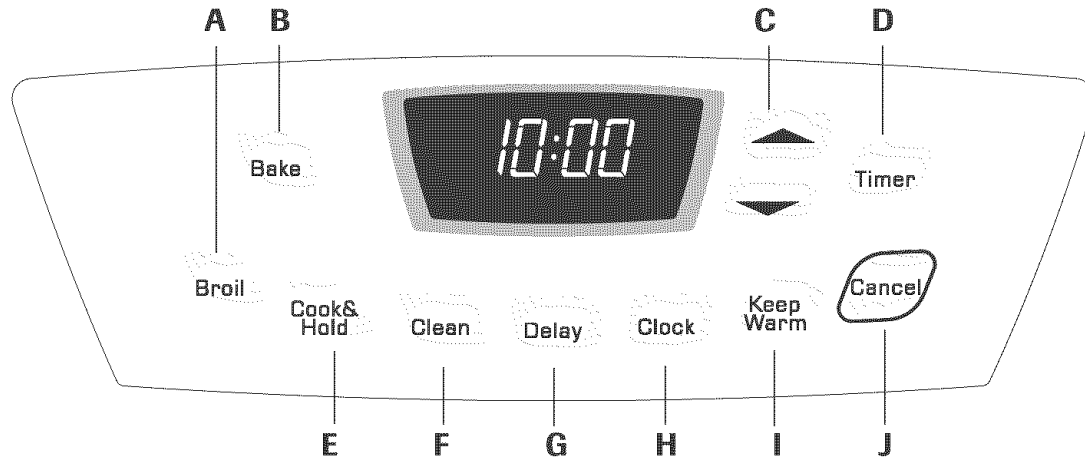 A B C D
10:00
Bake
Timer
Broil
Cook&
Hold
Clean
Delay
Clock
Keep
Warm
Cancel
E F G H I J